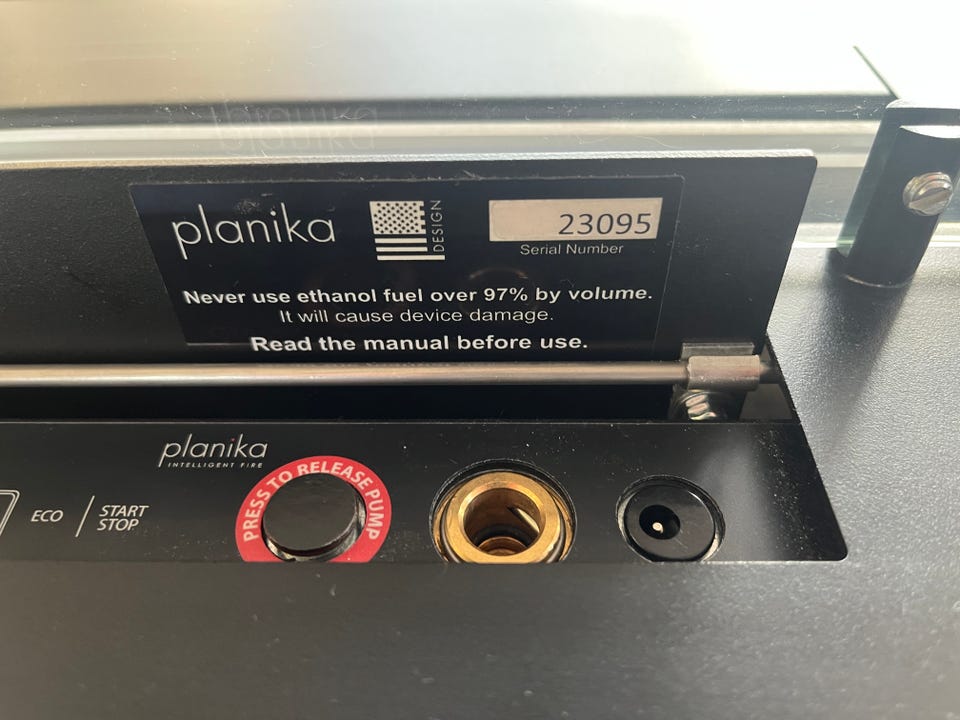 planika
DESIGN
23095
Serial Number
Never use ethanol fuel over 97% by volume.
It will cause device damage.
Read the manual before use.
planika
INTELLIGENT FIRE
ECO
START
STOP
PRESS TO RELEASE PUMP